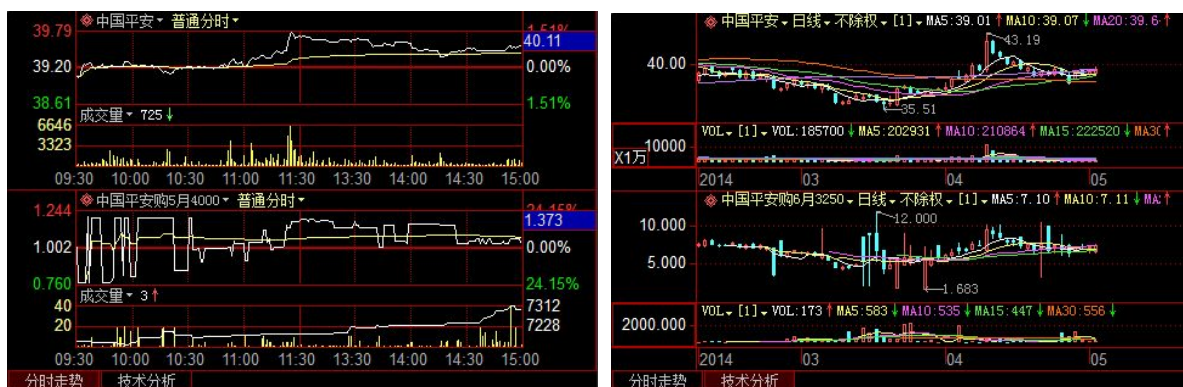 中国平安 普通分时
39.79 1.51%
40.11
39.20 0.00%
38.61 1.51%
成交量 725↓
6646
3323
09:30 10:00 10:30 11:00 11:30 13:30 14:00 14:30 15:00
中国平安购5月4000 普通分时
1.244 24.15%
1.373
1.002 0.00%
0.760 24.15%
成交量 3↑
40 7312
20 7228
09:30 10:00 10:30 11:00 11:30 13:30 14:00 14:30 15:00
分时走势 技术分析
中国平安 日线 不除权 [1] MA5:39.01↑ MA10:39.07↓ MA20:39.6↑
43.19
40.00
35.51
VOL [1] VOL:185700↓ MA5:202931↑ MA10:210864↑ MA15:222520↓ MA30
10000
X1万
2014 03 04 05
中国平安购6月3250 日线 不除权 [1] MA5:7.10↑ MA10:7.11↓ MA
12.000
10.000
5.000
1.683
VOL [1] VOL:173↑ MA5:583↓ MA10:535↓ MA15:447↓ MA30:556↓
2000.000
2014 03 04 05
分时走势 技术分析